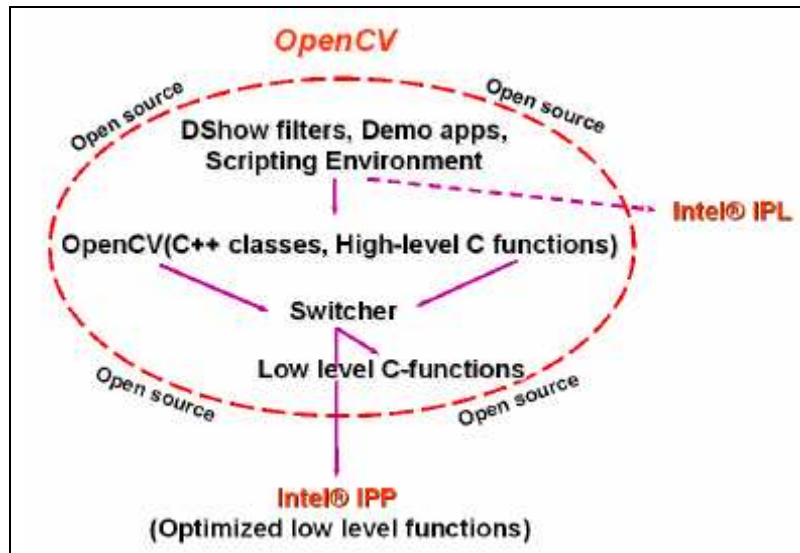 OpenCV
Open source
Open source
DShow filters, Demo apps,
Scripting Environment
Intel® IPL
OpenCV(C++ classes, High-level C functions)
Switcher
Low level C-functions
Open source
Open source
Intel® IPP
(Optimized low level functions)